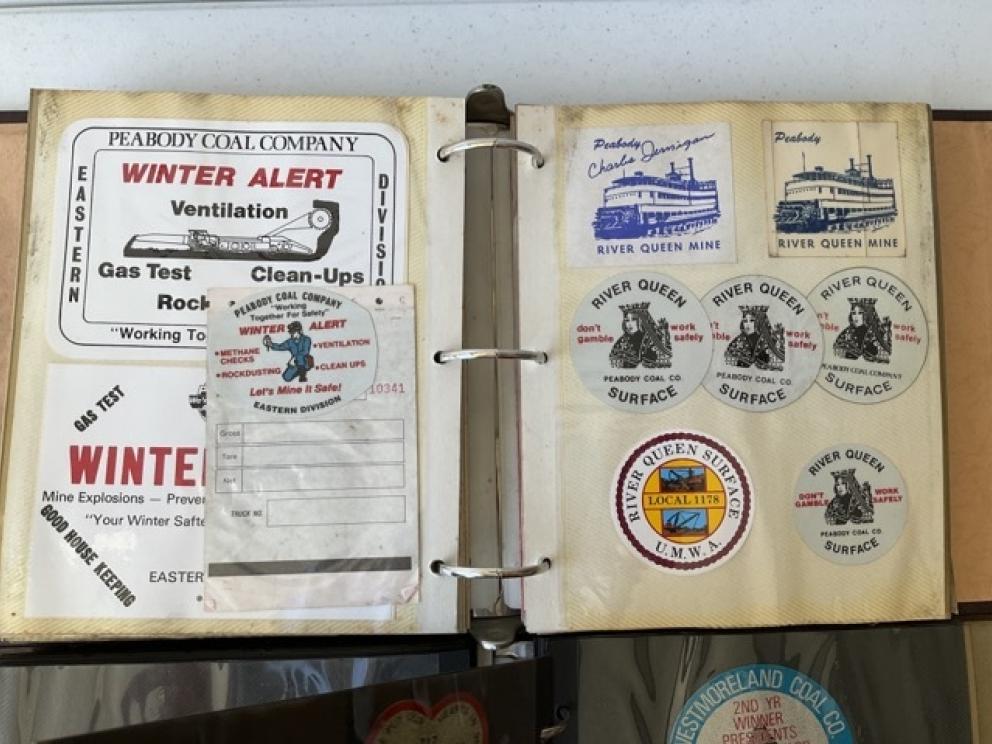 PEABODY COAL COMPANY
EASTERN
DIVISIO
WINTER ALERT
Ventilation
Gas Test
Clean-Ups
Rock
"Working To
PEABODY COAL COMPANY
"Working
Together For Safety"
WINTER ALERT
•METHANE CHECKS
•VENTILATION
•ROCKDUSTING
•CLEAN UPS
Let's Mine It Safe!
EASTERN DIVISION
10341
Gross
Tare
Net
TRUCK NO.
GAS TEST
WINTE
Mine Explosions — Preve
"Your Winter Safe
GOOD HOUSE KEEPING
EASTER
Peabody
Charles Jernigan
RIVER QUEEN MINE
Peabody
RIVER QUEEN MINE
RIVER QUEEN
don't gamble
work safely
PEABODY COAL CO.
SURFACE
RIVER QUEEN
work safely
PEABODY COAL CO.
SURFACE
RIVER QUEEN
work safely
PEABODY COAL COMPANY
SURFACE
RIVER QUEEN SURFACE
LOCAL 1178
U.M.W.A.
RIVER QUEEN
DON'T GAMBLE
WORK SAFELY
PEABODY COAL CO.
SURFACE
WESTMORELAND COAL CO.
2ND YR
WINNER
PRESIDENTS